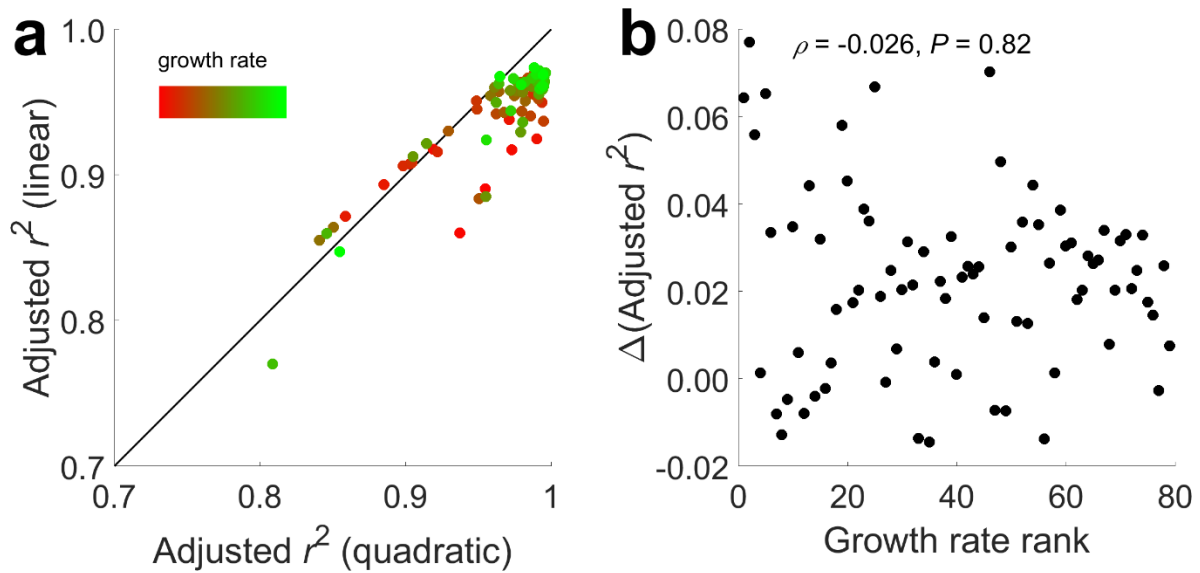 a
growth rate
1.0
0.9
0.8
0.7
Adjusted r² (linear)
0.7
0.8
0.9
1
Adjusted r² (quadratic)
b
ρ = -0.026, P = 0.82
0.08
0.06
0.04
0.02
0.00
-0.02
Δ(Adjusted r²)
0
20
40
60
80
Growth rate rank